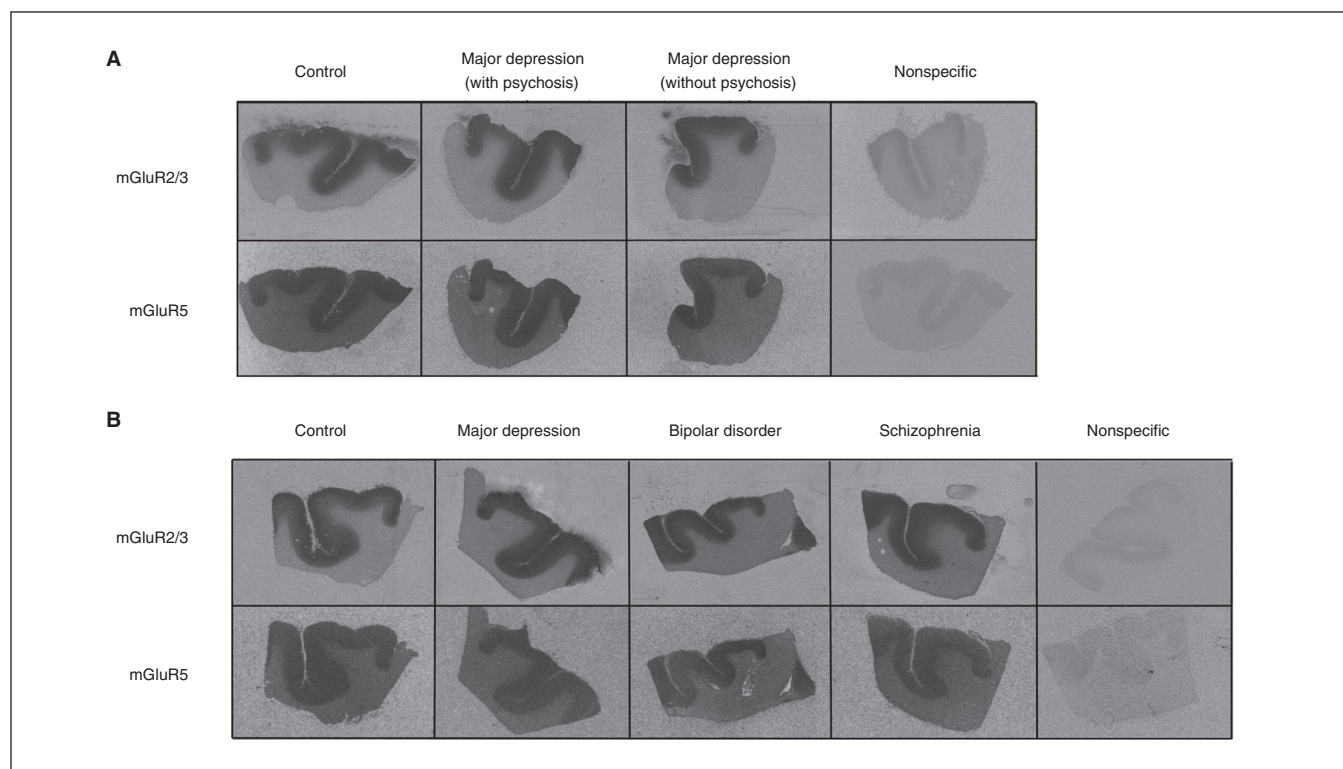 A
Control
Major depression
(with psychosis)
Major depression
(without psychosis)
Nonspecific
mGluR2/3
mGluR5
B
Control
Major depression
Bipolar disorder
Schizophrenia
Nonspecific
mGluR2/3
mGluR5